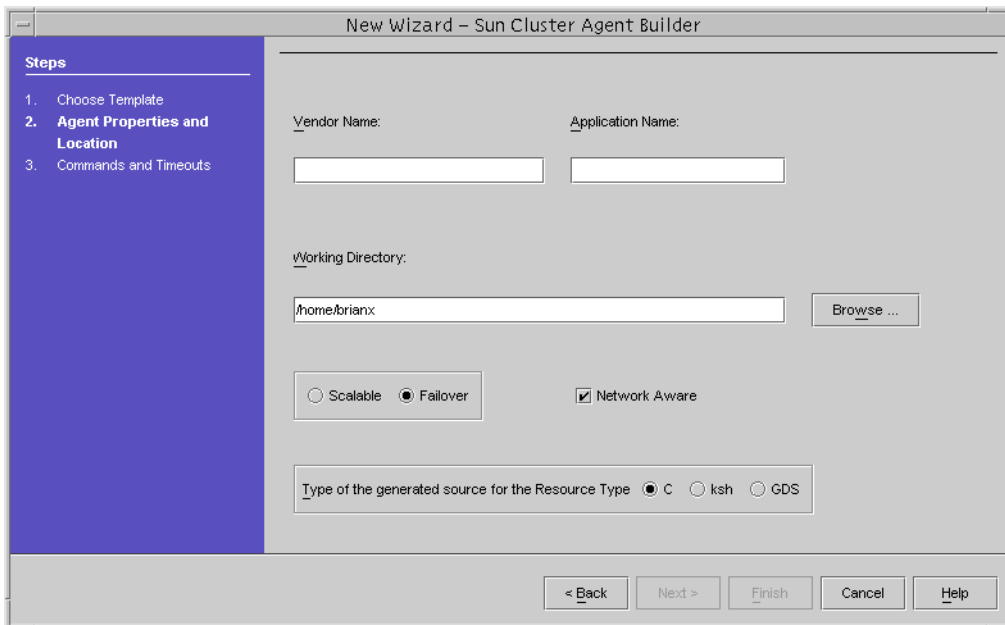 New Wizard – Sun Cluster Agent Builder
Steps
1. Choose Template
2. Agent Properties and
Location
3. Commands and Timeouts
Vendor Name:
Application Name:
Working Directory:
/home/brianx
Browse ...
Scalable
Failover
Network Aware
Type of the generated source for the Resource Type
C
ksh
GDS
< Back
Next >
Finish
Cancel
Help